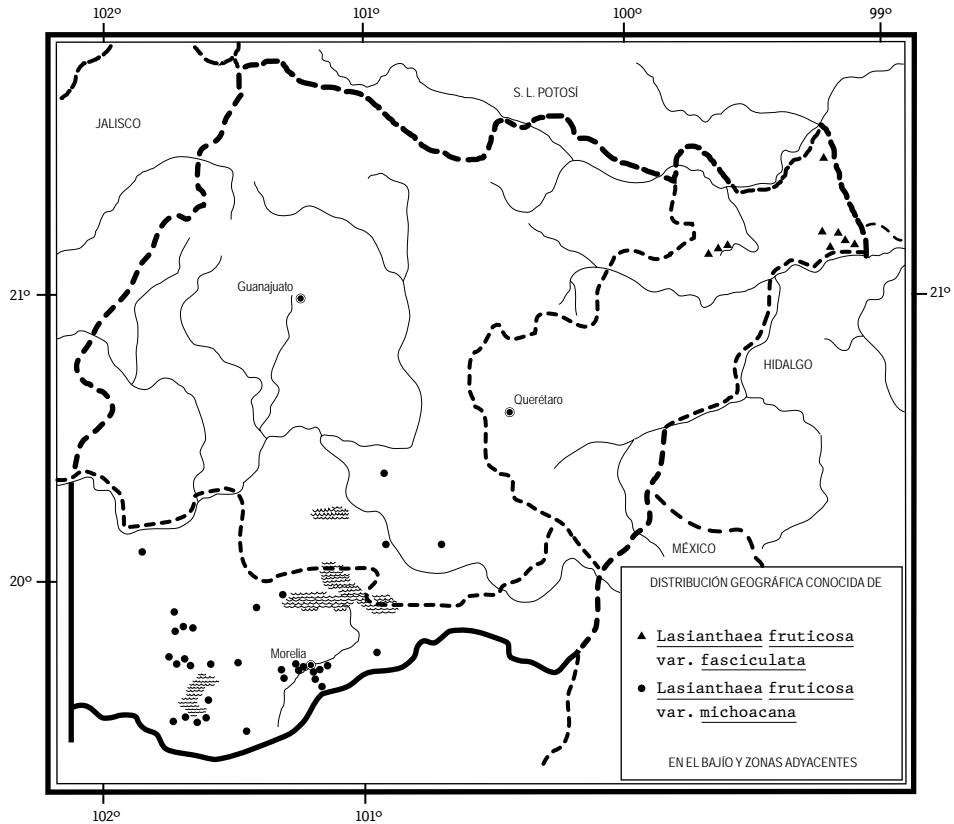 102º 101º 100º 99º
S. L. POTOSÍ
JALISCO
Guanajuato
21º 21º
HIDALGO
Querétaro
MÉXICO
20º
DISTRIBUCIÓN GEOGRÁFICA CONOCIDA DE
Lasianthaea fruticosa
var. fasciculata
Morelia
Lasianthaea fruticosa
var. michoacana
EN EL BAJÍO Y ZONAS ADYACENTES
102º 101º